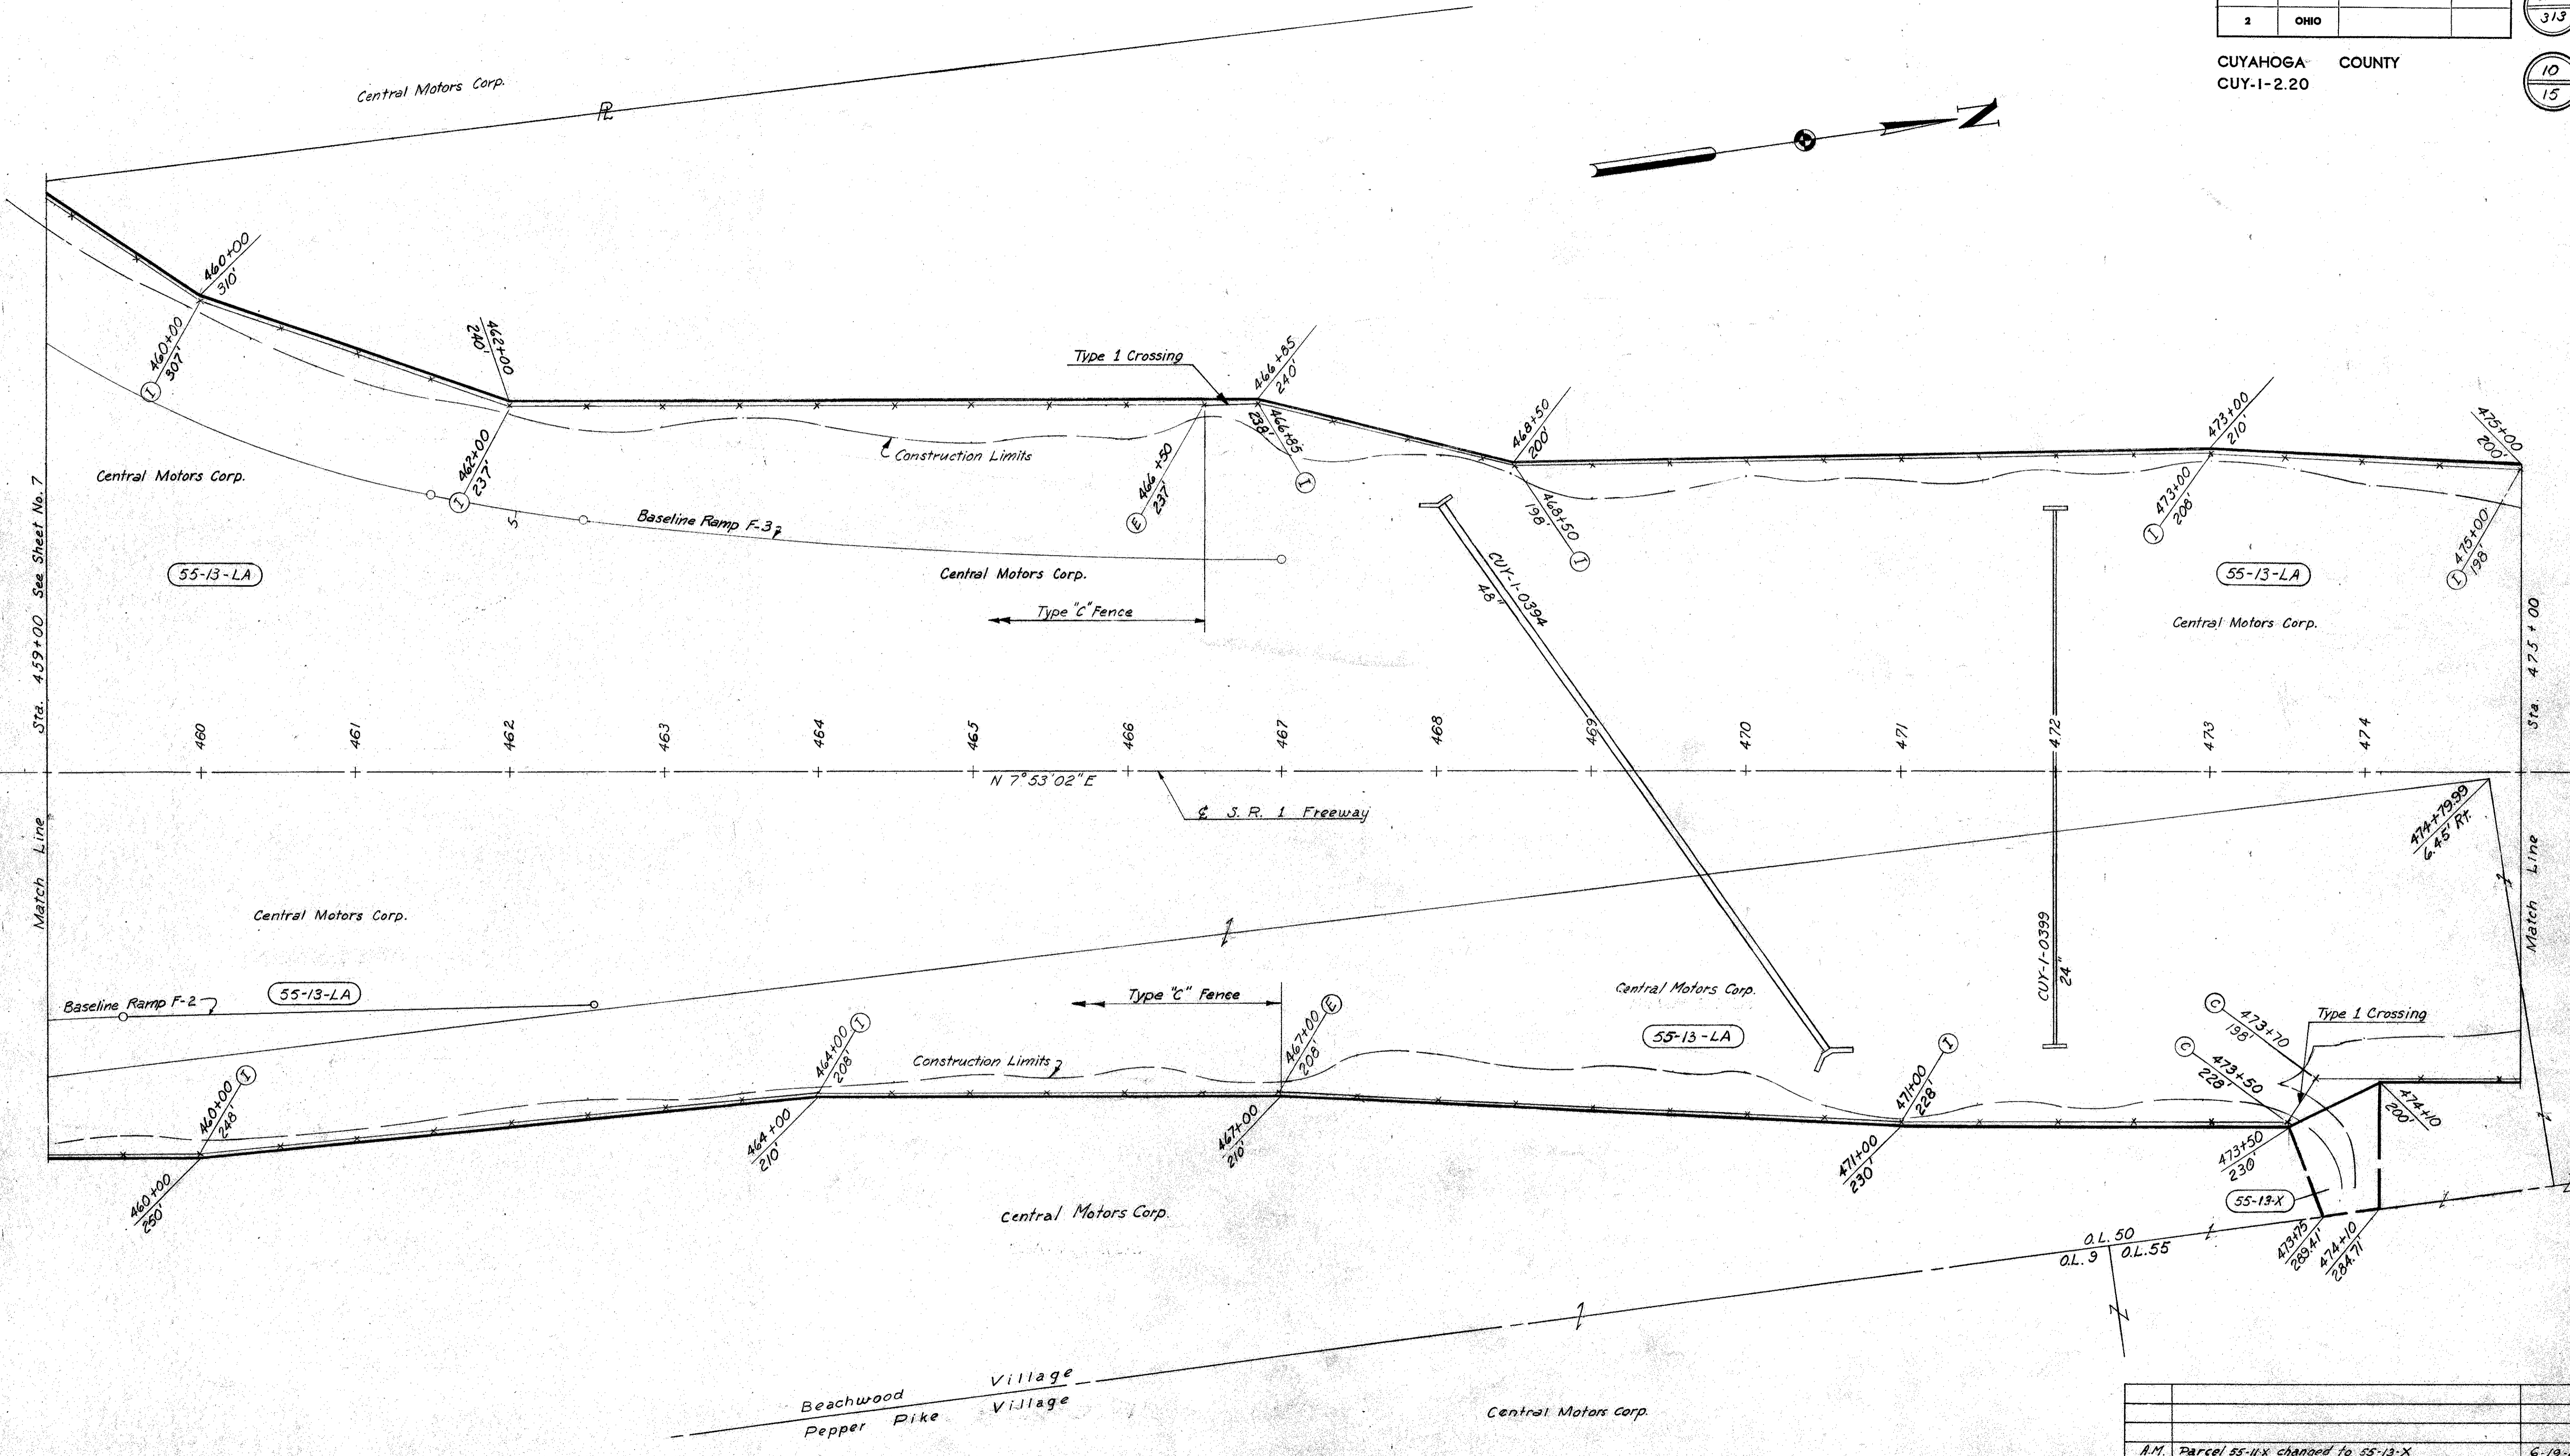 2 OHIO
313
CUYAHOGA COUNTY
CUY-1-2.20
10
15
Central Motors Corp.
PL
N
460+00
310'
460+00
307'
I
462+00
240'
I
462+00
237'
Type 1 Crossing
466+85
240'
466+85
238'
I
E
466+50
237'
Construction Limits
468+50
200'
468+50
198'
I
473+00
210'
473+00
208'
I
475+00
200'
475+00
198'
I
Central Motors Corp.
5
Baseline Ramp F-3
55-13-LA
Central Motors Corp.
Type "C" Fence
CUY-1-0394
48"
55-13-LA
Central Motors Corp.
Match Line Sta. 459+00 See Sheet No. 7
460 461 462 463 464 465 466 467 468 469 470 471 472 473 474
N 7° 53' 02" E
℄ S. R. 1 Freeway
474+79.99
6.45' Rt.
Match Line Sta. 475+00
Central Motors Corp.
55-13-LA
Baseline Ramp F-2
Type "C" Fence
Central Motors Corp.
55-13-LA
CUY-1-0399
24"
Construction Limits
460+00
248'
I
460+00
250'
464+00
208'
I
464+00
210'
467+00
208'
E
467+00
210'
471+00
228'
I
471+00
230'
C
473+70
198'
C
473+50
228'
Type 1 Crossing
474+10
200'
473+50
230'
55-13-X
473+75
289.41'
474+10
284.71'
Central Motors Corp.
O.L. 50
O.L. 9 O.L. 55
Beachwood Village
Pepper Pike Village
Central Motors Corp.
A.M. Parcel 55-11-X changed to 55-13-X